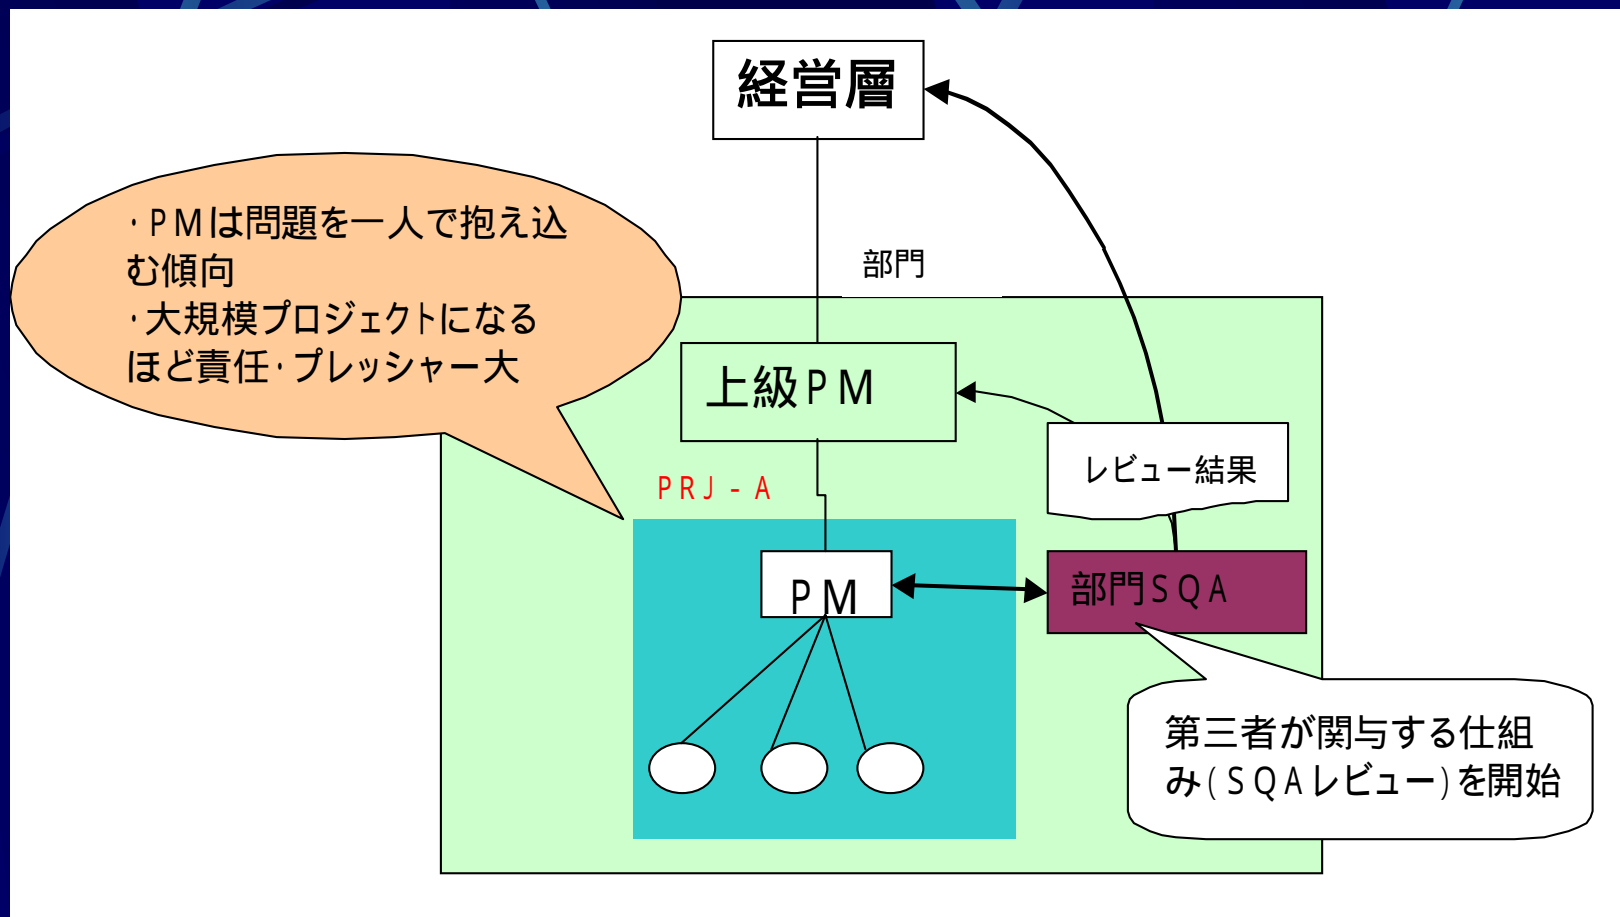 経営層
・PMは問題を一人で抱え込
む傾向
・大規模プロジェクトになる
ほど責任・プレッシャー大
部門
上級PM
レビュー結果
PRJ-A
PM
部門SQA
第三者が関与する仕組
み(SQAレビュー)を開始